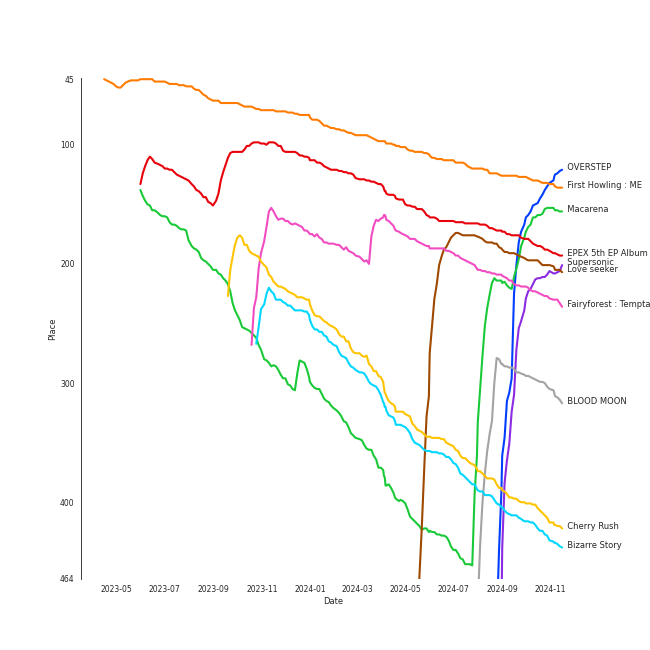 45
100
200
300
400
464
Place
2023-05 2023-07 2023-09 2023-11 2024-01 2024-03 2024-05 2024-07 2024-09 2024-11
Date
OVERSTEP
First Howling : ME
Macarena
EPEX 5th EP Album
Supersonic
Love seeker
Fairyforest : Tempta
BLOOD MOON
Cherry Rush
Bizarre Story